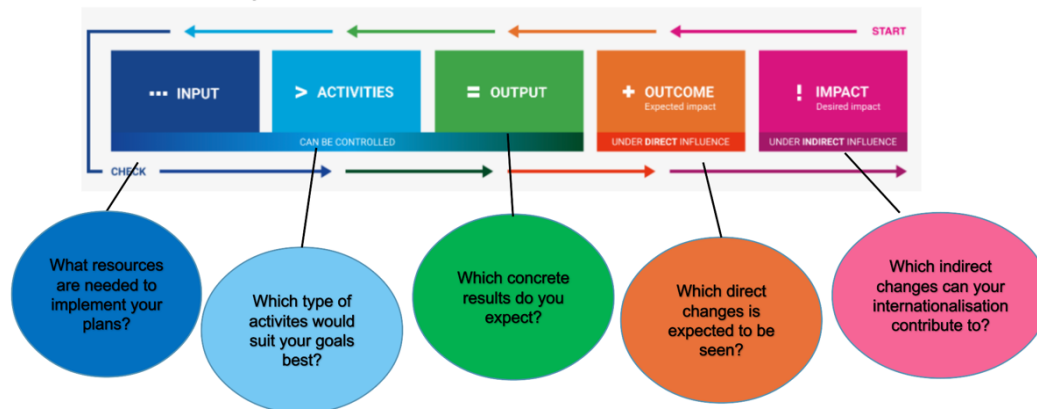 START
... INPUT
> ACTIVITIES
= OUTPUT
+ OUTCOME
Expected impact
! IMPACT
Desired impact
CAN BE CONTROLLED
UNDER DIRECT INFLUENCE
UNDER INDIRECT INFLUENCE
CHECK
What resources
are needed to
implement your
plans?
Which type of
activites would
suit your goals
best?
Which concrete
results do you
expect?
Which direct
changes is
expected to be
seen?
Which indirect
changes can your
internationalisation
contribute to?